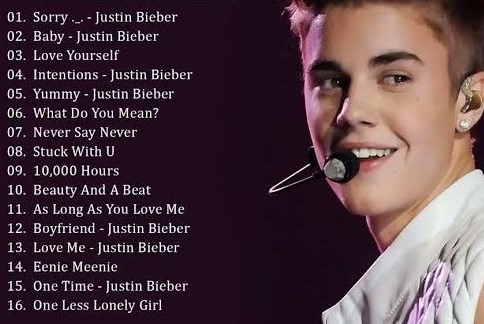 01. Sorry ._. - Justin Bieber
02. Baby - Justin Bieber
03. Love Yourself
04. Intentions - Justin Bieber
05. Yummy - Justin Bieber
06. What Do You Mean?
07. Never Say Never
08. Stuck With U
09. 10,000 Hours
10. Beauty And A Beat
11. As Long As You Love Me
12. Boyfriend - Justin Bieber
13. Love Me - Justin Bieber
14. Eenie Meenie
15. One Time - Justin Bieber
16. One Less Lonely Girl